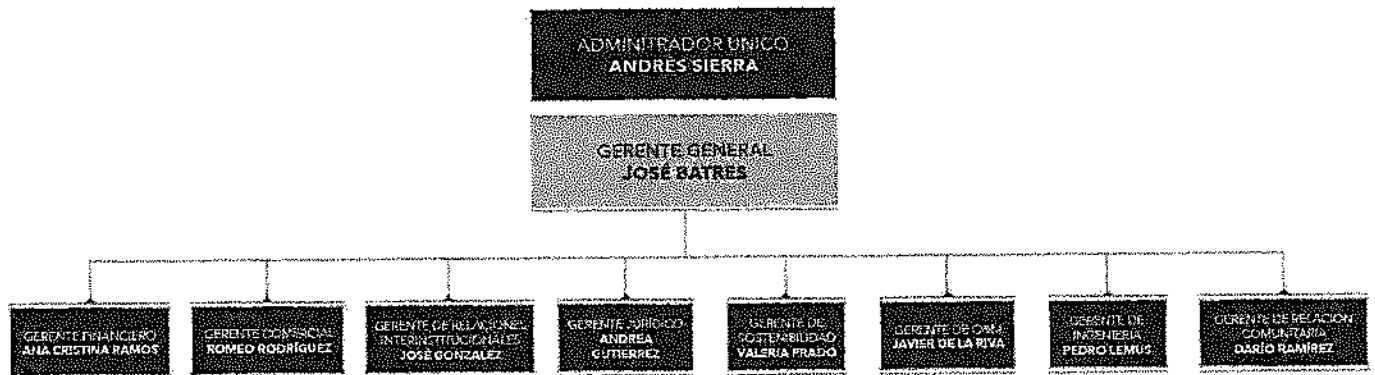 ADMINITRADOR UNICO
ANDRÉS SIERRA
GERENTE GENERAL
JOSÉ BATRES
GERENTE FINANCIERO
ANA CRISTINA RAMOS
GERENTE COMERCIAL
ROMEO RODRÍGUEZ
GERENTE DE RELACIONES
INTERINSTITUCIONALES
JOSÉ GONZALEZ
GERENTE JURÍDICO
ANDREA
GUTIERREZ
GERENTE DE
SOSTENIBILIDAD
VALERIA PRADO
GERENTE DE O&M
JAVIER DE LA RIVA
GERENTE DE
INGENIERIA
PEDRO LEMUS
GERENTE DE RELACION
COMUNITARIA
DARÍO RAMÍREZ